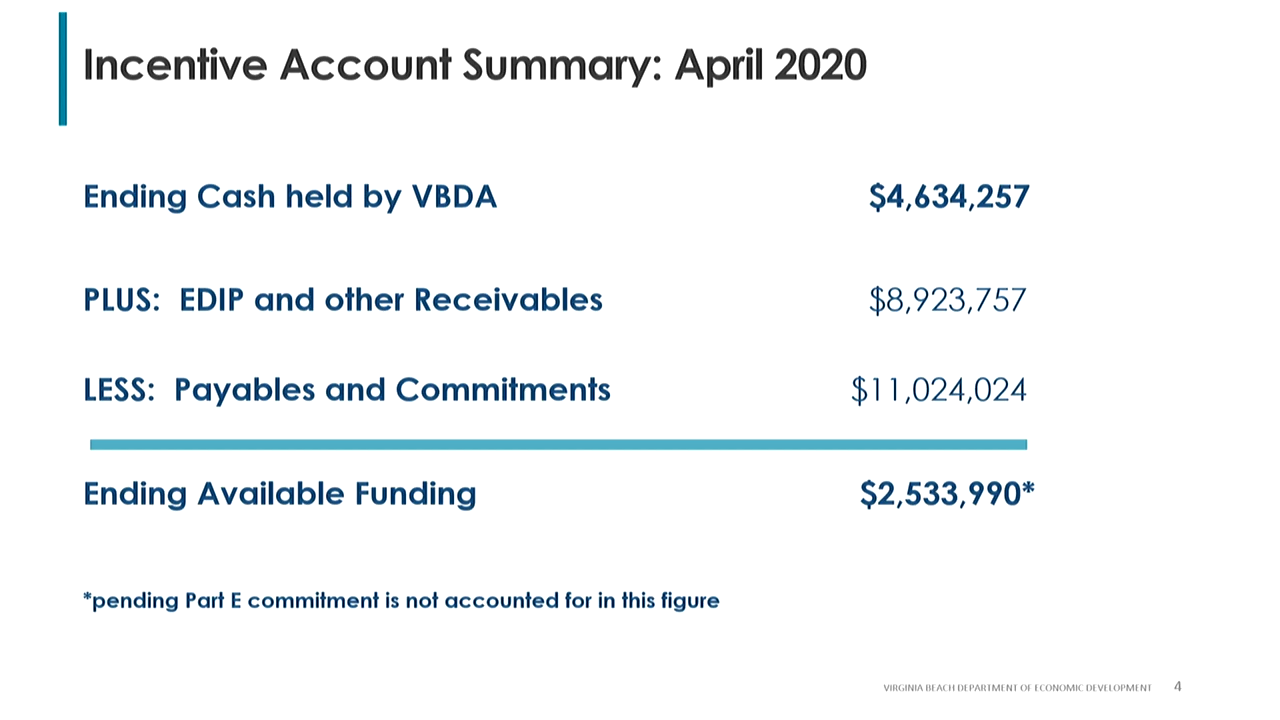 Incentive Account Summary: April 2020
Ending Cash held by VBDA $4,634,257
PLUS: EDIP and other Receivables $8,923,757
LESS: Payables and Commitments $11,024,024
Ending Available Funding $2,533,990*
*pending Part E commitment is not accounted for in this figure
VIRGINIA BEACH DEPARTMENT OF ECONOMIC DEVELOPMENT 4